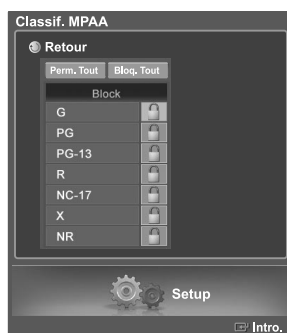 Classif. MPAA
Retour
Perm. Tout Bloq. Tout
Block
G
PG
PG-13
R
NC-17
X
NR
Setup
Intro.